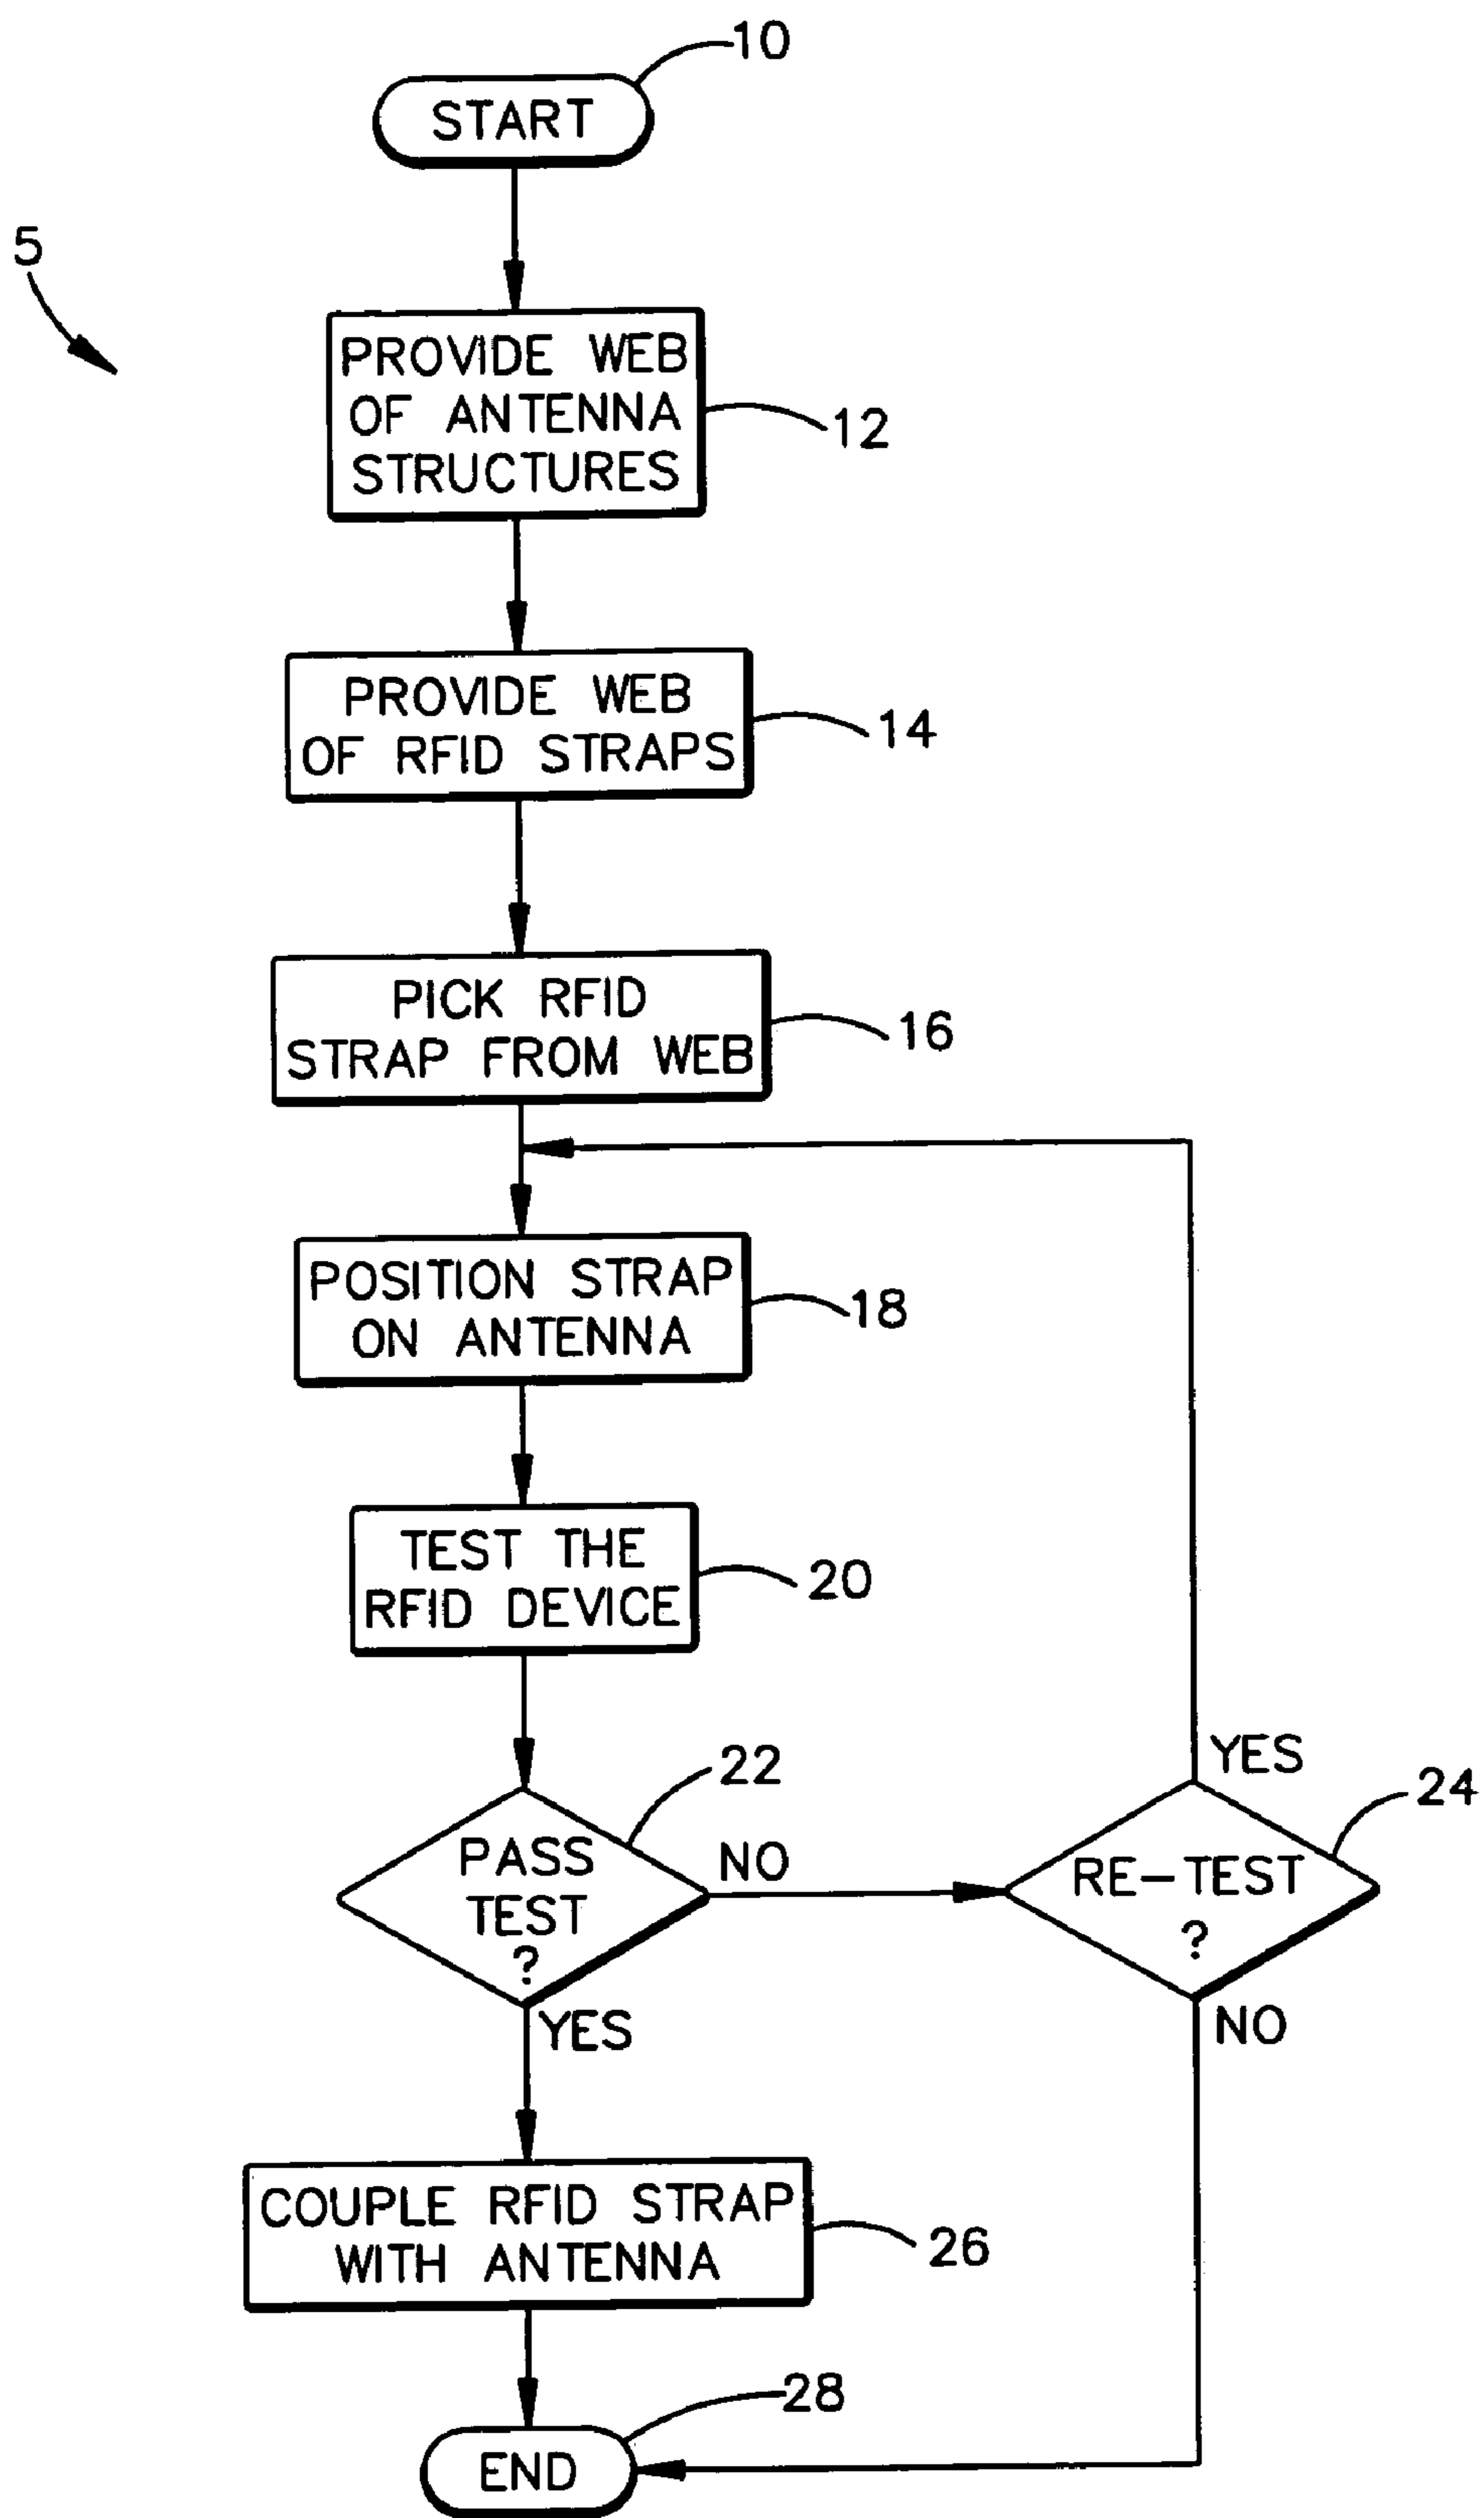 10
START
5
PROVIDE WEB
OF ANTENNA
STRUCTURES
12
PROVIDE WEB
OF RFID STRAPS
14
PICK RFID
STRAP FROM WEB
16
POSITION STRAP
ON ANTENNA
18
TEST THE
RFID DEVICE
20
PASS
TEST
?
22
NO
YES
RE-TEST
?
24
YES
NO
COUPLE RFID STRAP
WITH ANTENNA
26
END
28